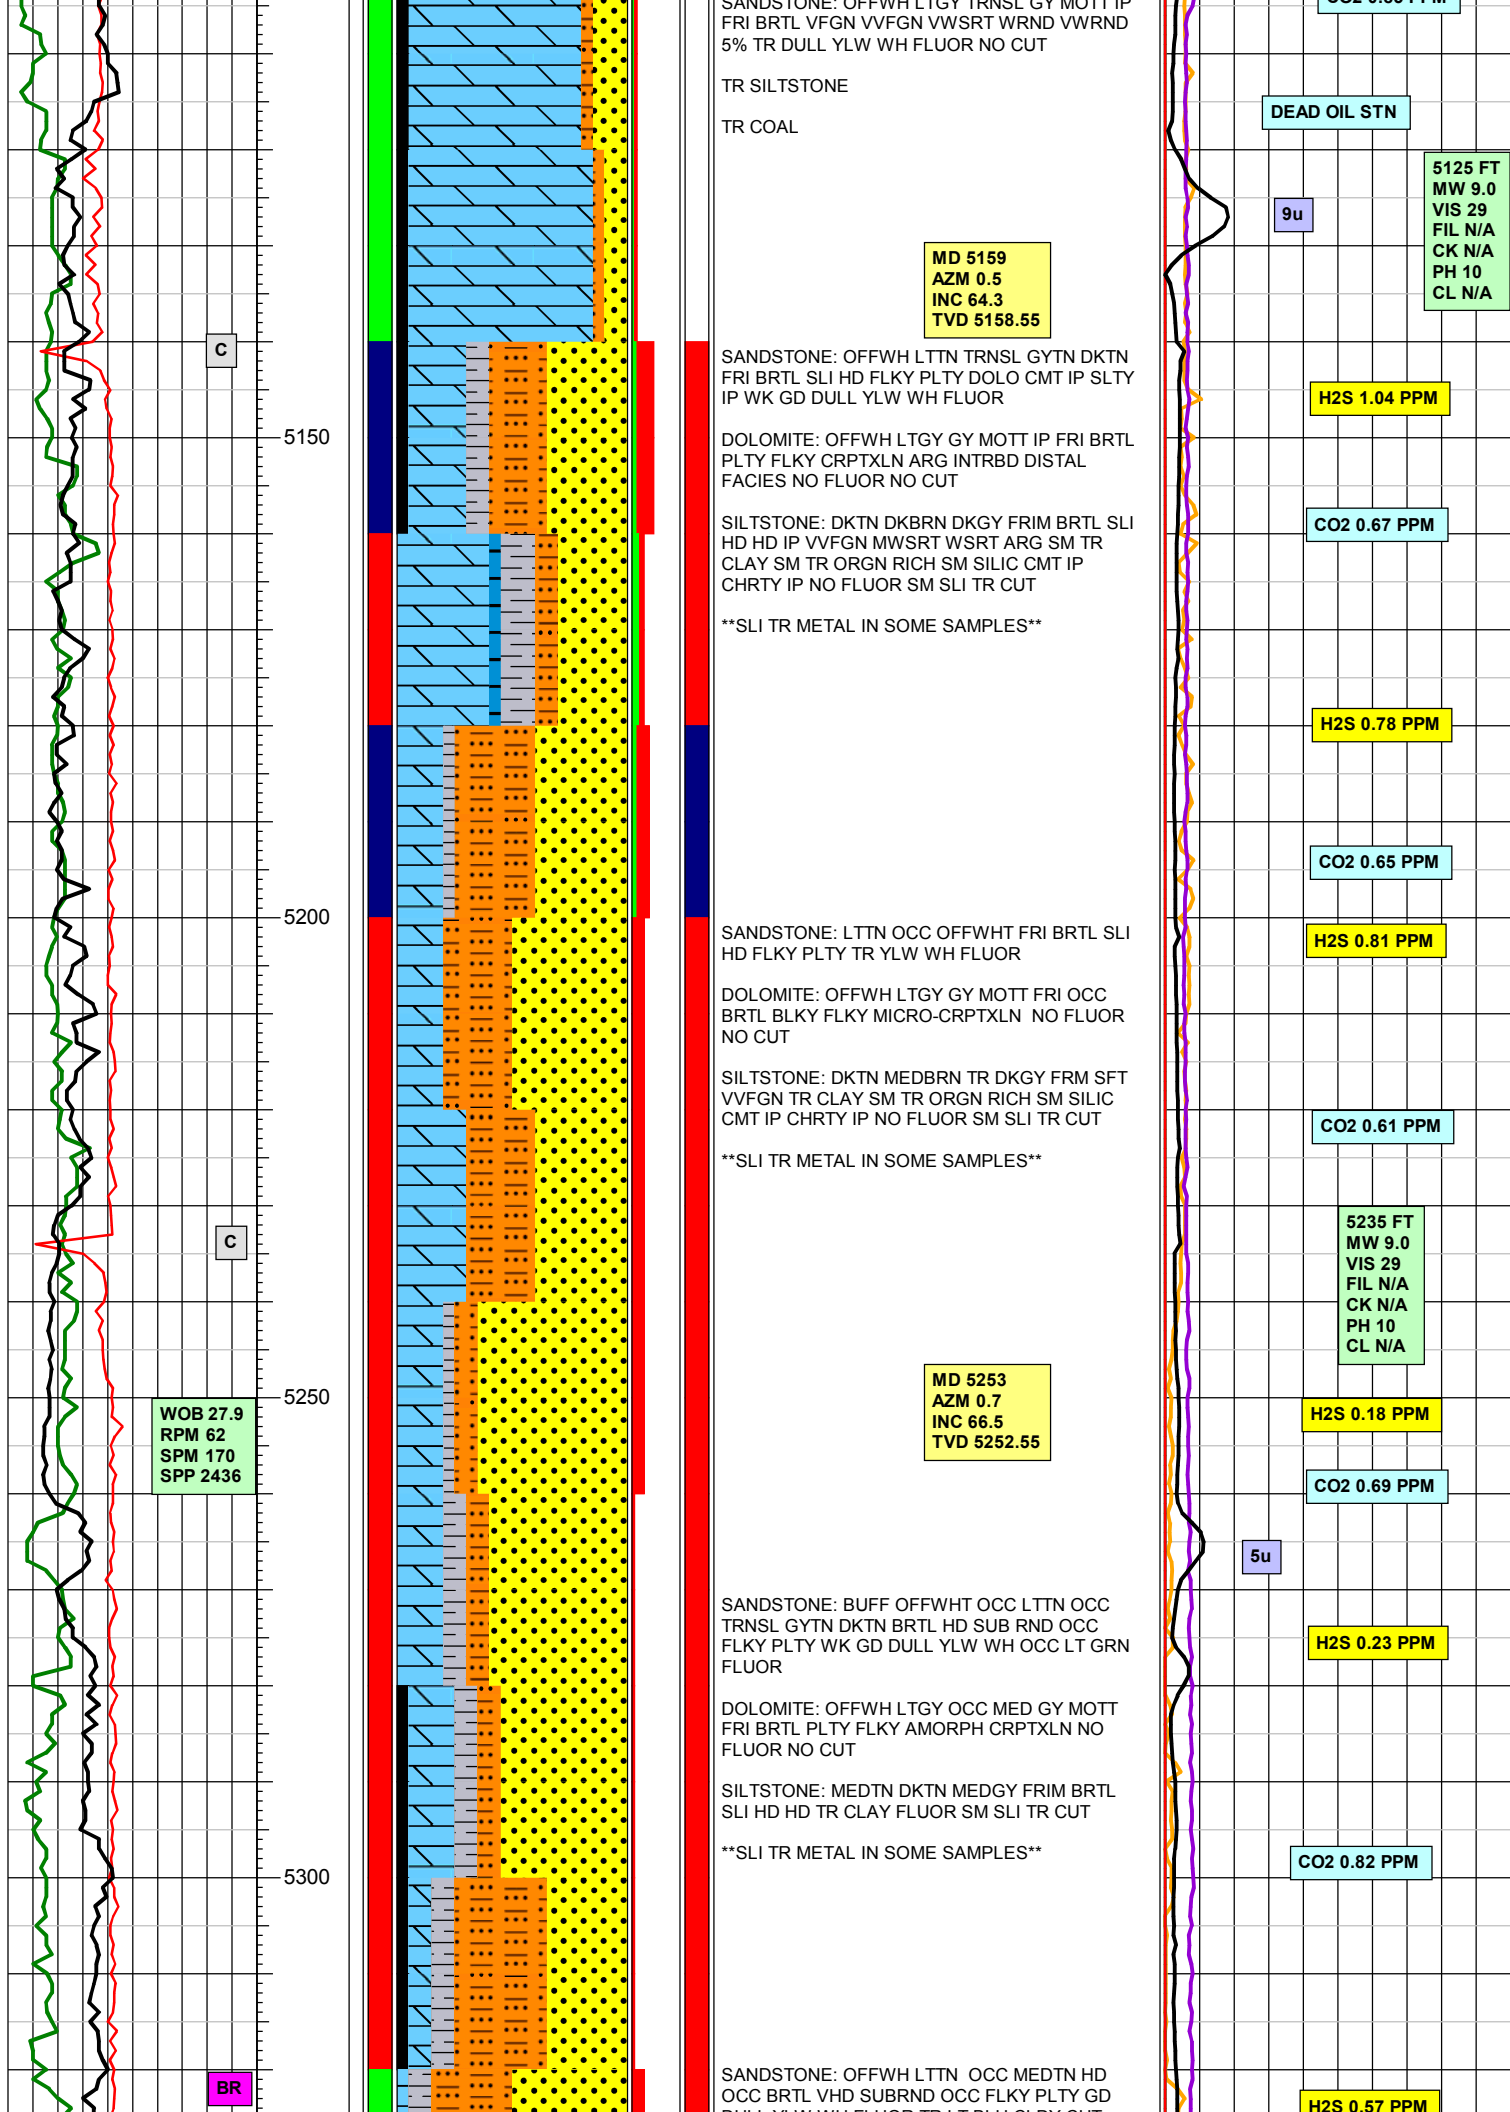 SANDSTONE: OFFWH LTGY TRNSL GY MOTT IP
FRI BRTL VFGN VVFGN VWSRT WRND VWRND
5% TR DULL YLW WH FLUOR NO CUT
TR SILTSTONE
TR COAL
DEAD OIL STN
5125 FT
MW 9.0
VIS 29
FIL N/A
CK N/A
PH 10
CL N/A
9u
MD 5159
AZM 0.5
INC 64.3
TVD 5158.55
C
SANDSTONE: OFFWH LTTN TRNSL GYTN DKTN
FRI BRTL SLI HD FLKY PLTY DOLO CMT IP SLTY
IP WK GD DULL YLW WH FLUOR
H2S 1.04 PPM
5150
DOLOMITE: OFFWH LTGY GY MOTT IP FRI BRTL
PLTY FLKY CRPTXLN ARG INTRBD DISTAL
FACIES NO FLUOR NO CUT
CO2 0.67 PPM
SILTSTONE: DKTN DKBRN DKGY FRIM BRTL SLI
HD HD IP VVFGN MWSRT WSRT ARG SM TR
CLAY SM TR ORGN RICH SM SILIC CMT IP
CHRTY IP NO FLUOR SM SLI TR CUT
**SLI TR METAL IN SOME SAMPLES**
H2S 0.78 PPM
CO2 0.65 PPM
5200
SANDSTONE: LTTN OCC OFFWHT FRI BRTL SLI
HD FLKY PLTY TR YLW WH FLUOR
H2S 0.81 PPM
DOLOMITE: OFFWH LTGY GY MOTT FRI OCC
BRTL BLKY FLKY MICRO-CRPTXLN NO FLUOR
NO CUT
SILTSTONE: DKTN MEDBRN TR DKGY FRM SFT
VVFGN TR CLAY SM TR ORGN RICH SM SILIC
CMT IP CHRTY IP NO FLUOR SM SLI TR CUT
CO2 0.61 PPM
**SLI TR METAL IN SOME SAMPLES**
C
5235 FT
MW 9.0
VIS 29
FIL N/A
CK N/A
PH 10
CL N/A
MD 5253
AZM 0.7
INC 66.5
TVD 5252.55
5250
WOB 27.9
RPM 62
SPM 170
SPP 2436
H2S 0.18 PPM
CO2 0.69 PPM
5u
SANDSTONE: BUFF OFFWHT OCC LTTN OCC
TRNSL GYTN DKTN BRTL HD SUB RND OCC
FLKY PLTY WK GD DULL YLW WH OCC LT GRN
FLUOR
H2S 0.23 PPM
DOLOMITE: OFFWH LTGY OCC MED GY MOTT
FRI BRTL PLTY FLKY AMORPH CRPTXLN NO
FLUOR NO CUT
SILTSTONE: MEDTN DKTN MEDGY FRIM BRTL
SLI HD HD TR CLAY FLUOR SM SLI TR CUT
**SLI TR METAL IN SOME SAMPLES**
CO2 0.82 PPM
5300
BR
SANDSTONE: OFFWH LTTN OCC MEDTN HD
OCC BRTL VHD SUBRND OCC FLKY PLTY GD
H2S 0.57 PPM